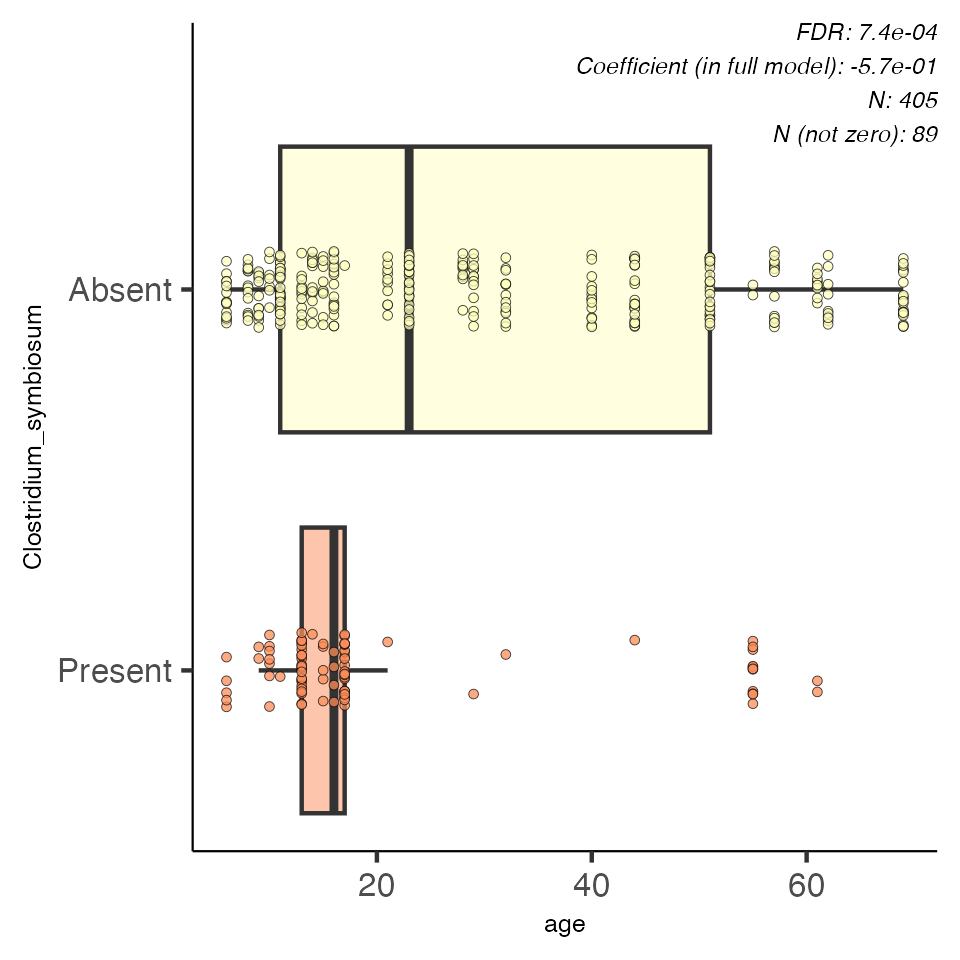 FDR: 7.4e-04
Coefficient (in full model): -5.7e-01
N: 405
N (not zero): 89
Absent
Clostridium_symbiosum
Present
20 40 60
age